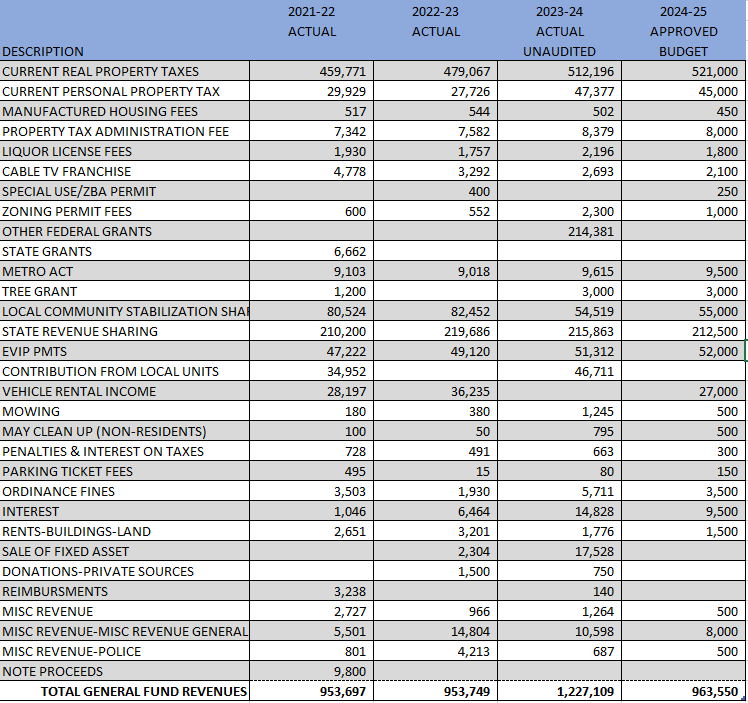 2021-22 2022-23 2023-24 2024-25
ACTUAL ACTUAL ACTUAL APPROVED
DESCRIPTION UNAUDITED BUDGET
CURRENT REAL PROPERTY TAXES 459,771 479,067 512,196 521,000
CURRENT PERSONAL PROPERTY TAX 29,929 27,726 47,377 45,000
MANUFACTURED HOUSING FEES 517 544 502 450
PROPERTY TAX ADMINISTRATION FEE 7,342 7,582 8,379 8,000
LIQUOR LICENSE FEES 1,930 1,757 2,196 1,800
CABLE TV FRANCHISE 4,778 3,292 2,693 2,100
SPECIAL USE/ZBA PERMIT 400 250
ZONING PERMIT FEES 600 552 2,300 1,000
OTHER FEDERAL GRANTS 214,381
STATE GRANTS 6,662
METRO ACT 9,103 9,018 9,615 9,500
TREE GRANT 1,200 3,000 3,000
LOCAL COMMUNITY STABILIZATION SHAI 80,524 82,452 54,519 55,000
STATE REVENUE SHARING 210,200 219,686 215,863 212,500
EVIP PMTS 47,222 49,120 51,312 52,000
CONTRIBUTION FROM LOCAL UNITS 34,952 46,711
VEHICLE RENTAL INCOME 28,197 36,235 27,000
MOWING 180 380 1,245 500
MAY CLEAN UP (NON-RESIDENTS) 100 50 795 500
PENALTIES & INTEREST ON TAXES 728 491 663 300
PARKING TICKET FEES 495 15 80 150
ORDINANCE FINES 3,503 1,930 5,711 3,500
INTEREST 1,046 6,464 14,828 9,500
RENTS-BUILDINGS-LAND 2,651 3,201 1,776 1,500
SALE OF FIXED ASSET 2,304 17,528
DONATIONS-PRIVATE SOURCES 1,500 750
REIMBURSMENTS 3,238 140
MISC REVENUE 2,727 966 1,264 500
MISC REVENUE-MISC REVENUE GENERAL 5,501 14,804 10,598 8,000
MISC REVENUE-POLICE 801 4,213 687 500
NOTE PROCEEDS 9,800
TOTAL GENERAL FUND REVENUES 953,697 953,749 1,227,109 963,550